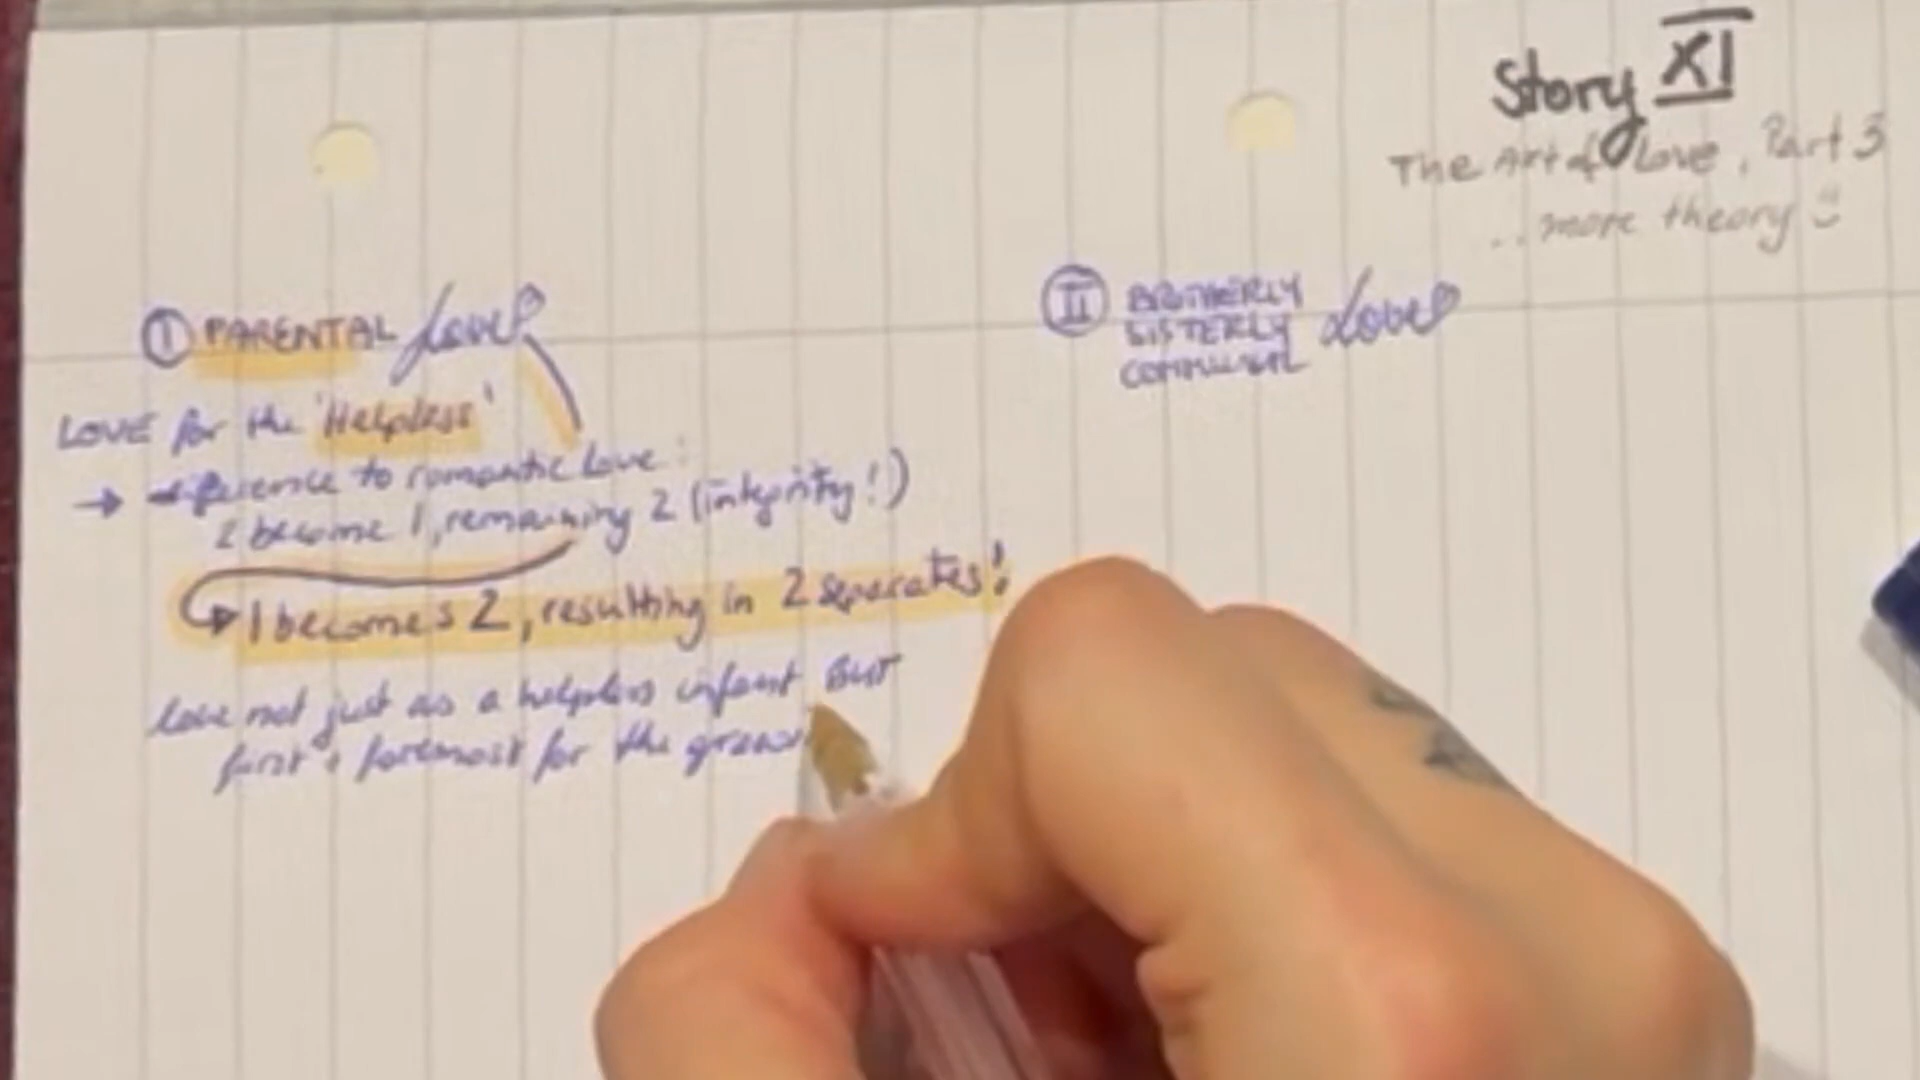 Story XI
The Art of Love, Part 3
...more theory
I PARENTAL Love
LOVE for the 'Helpless'
→ difference to romantic Love:
2 become 1, remaining 2 (integrity!)
1 becomes 2, resulting in 2 separates!
love not just as a helpless infant BUT
first + foremost for the grow
II BROTHERLY
SISTERLY Love
COMMUNAL